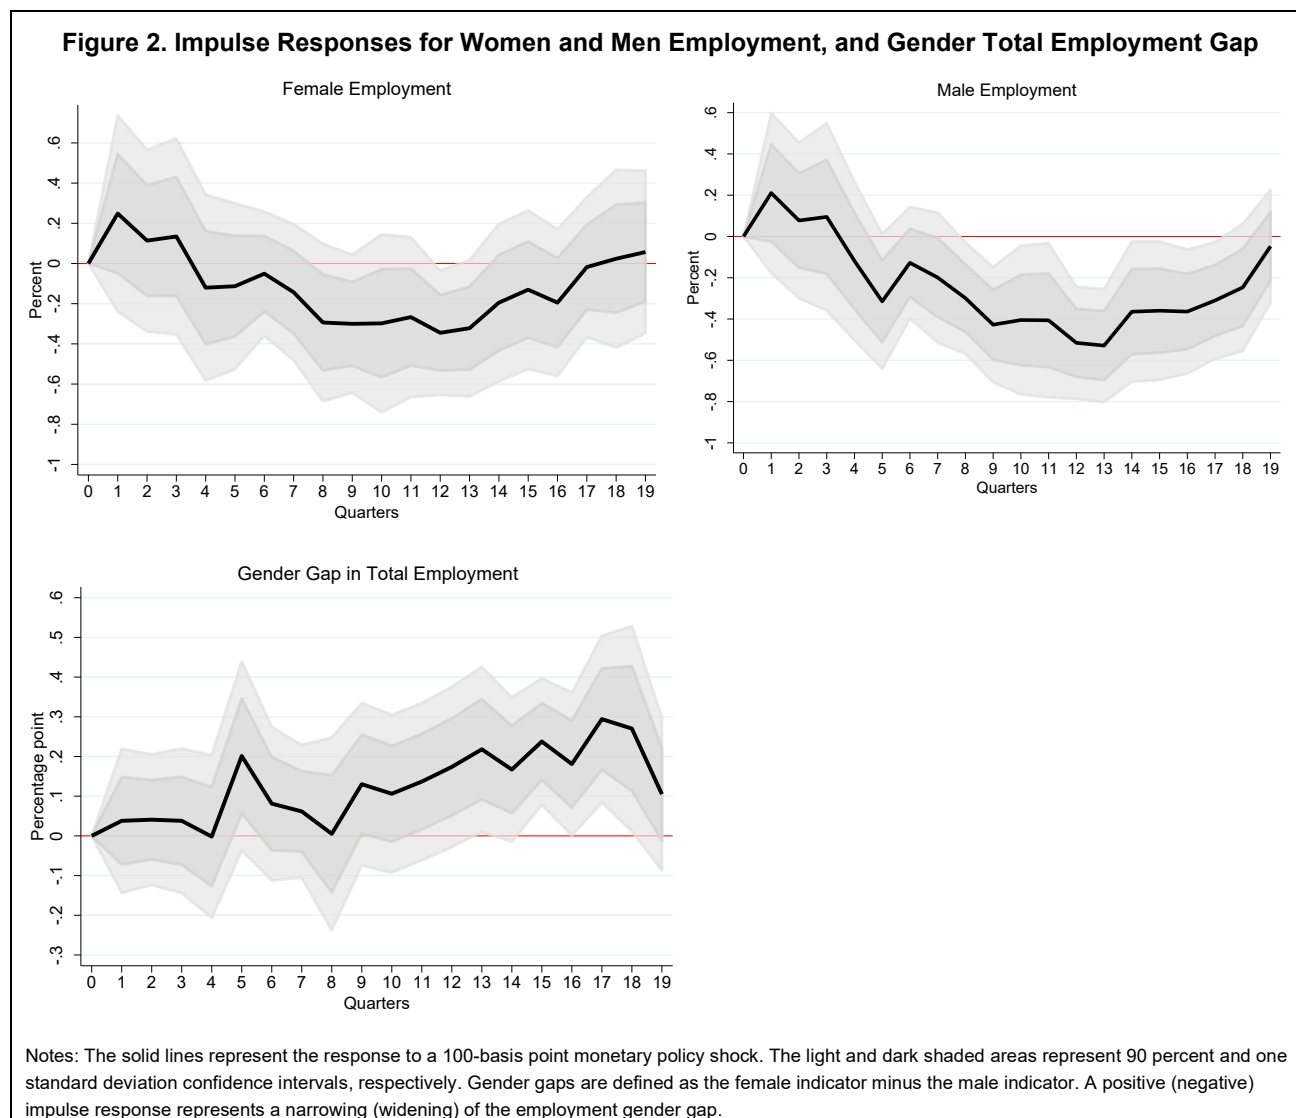 Figure 2. Impulse Responses for Women and Men Employment, and Gender Total Employment Gap
Female Employment
Percent
.6
.4
.2
0
-.2
-.4
-.6
-.8
-1
0 1 2 3 4 5 6 7 8 9 10 11 12 13 14 15 16 17 18 19
Quarters
Male Employment
Percent
.6
.4
.2
0
-.2
-.4
-.6
-.8
-1
0 1 2 3 4 5 6 7 8 9 10 11 12 13 14 15 16 17 18 19
Quarters
Gender Gap in Total Employment
Percentage point
.6
.5
.4
.3
.2
.1
0
-.1
-.2
-.3
0 1 2 3 4 5 6 7 8 9 10 11 12 13 14 15 16 17 18 19
Quarters
Notes: The solid lines represent the response to a 100-basis point monetary policy shock. The light and dark shaded areas represent 90 percent and one
standard deviation confidence intervals, respectively. Gender gaps are defined as the female indicator minus the male indicator. A positive (negative)
impulse response represents a narrowing (widening) of the employment gender gap.